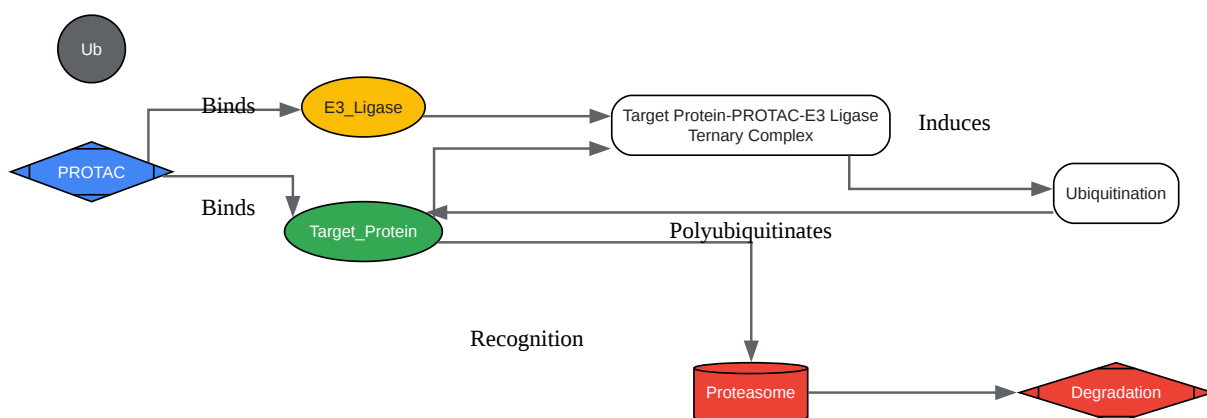 Ub
Binds
E3_Ligase
Target Protein-PROTAC-E3 Ligase
Ternary Complex
Induces
PROTAC
Ubiquitination
Binds
Target_Protein
Polyubiquitinates
Recognition
Proteasome
Degradation